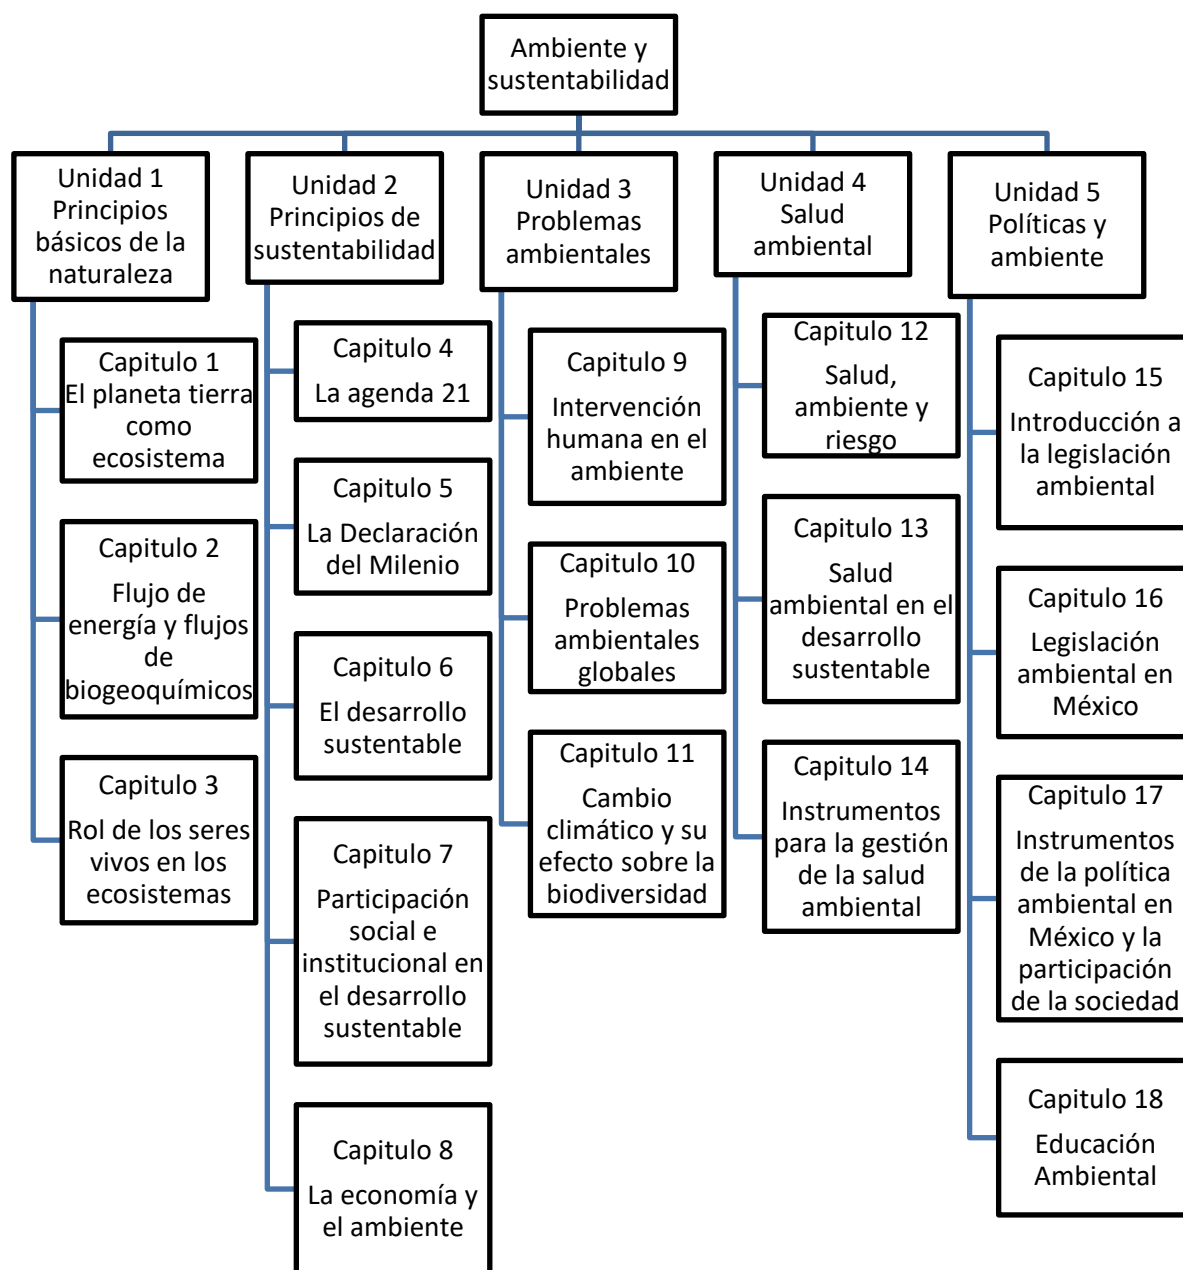 Ambiente y
sustentabilidad
Unidad 1
Principios
básicos de la
naturaleza
Capitulo 1
El planeta tierra
como
ecosistema
Capitulo 2
Flujo de
energía y flujos
de
biogeoquímicos
Capitulo 3
Rol de los seres
vivos en los
ecosistemas
Unidad 2
Principios de
sustentabilidad
Capitulo 4
La agenda 21
Capitulo 5
La Declaración
del Milenio
Capitulo 6
El desarrollo
sustentable
Capitulo 7
Participación
social e
institucional en
el desarrollo
sustentable
Capitulo 8
La economía y
el ambiente
Unidad 3
Problemas
ambientales
Capitulo 9
Intervención
humana en el
ambiente
Capitulo 10
Problemas
ambientales
globales
Capitulo 11
Cambio
climático y su
efecto sobre la
biodiversidad
Unidad 4
Salud
ambiental
Capitulo 12
Salud,
ambiente y
riesgo
Capitulo 13
Salud
ambiental en el
desarrollo
sustentable
Capitulo 14
Instrumentos
para la gestión
de la salud
ambiental
Unidad 5
Políticas y
ambiente
Capitulo 15
Introducción a
la legislación
ambiental
Capitulo 16
Legislación
ambiental en
México
Capitulo 17
Instrumentos
de la política
ambiental en
México y la
participación
de la sociedad
Capitulo 18
Educación
Ambiental